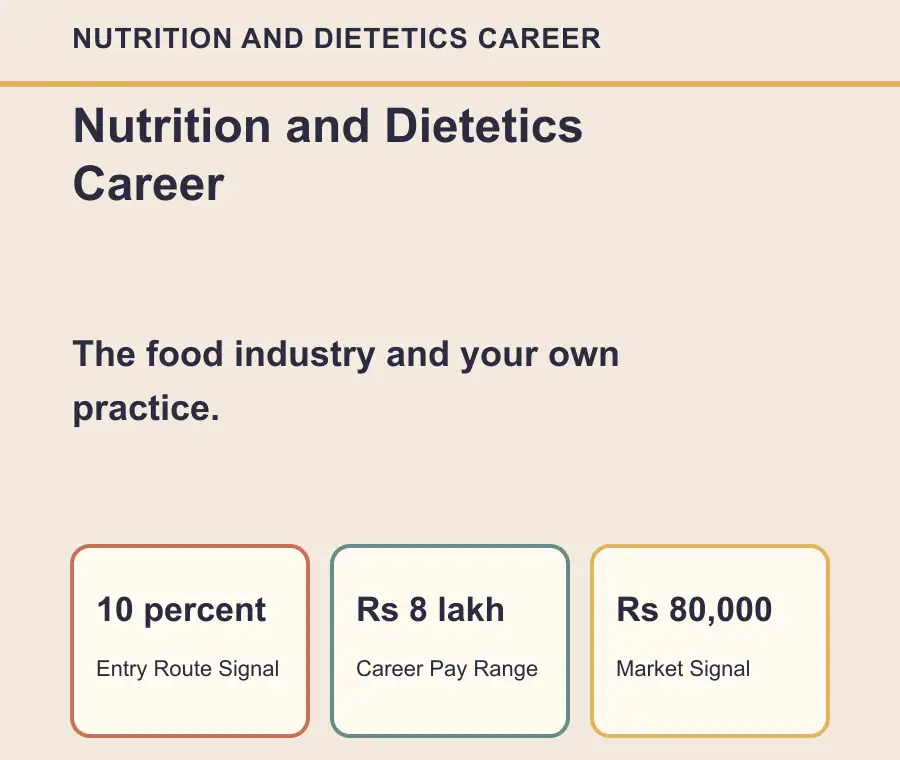 NUTRITION AND DIETETICS CAREER
Nutrition and Dietetics
Career
The food industry and your own
practice.
10 percent
Entry Route Signal
Rs 8 lakh
Career Pay Range
Rs 80,000
Market Signal